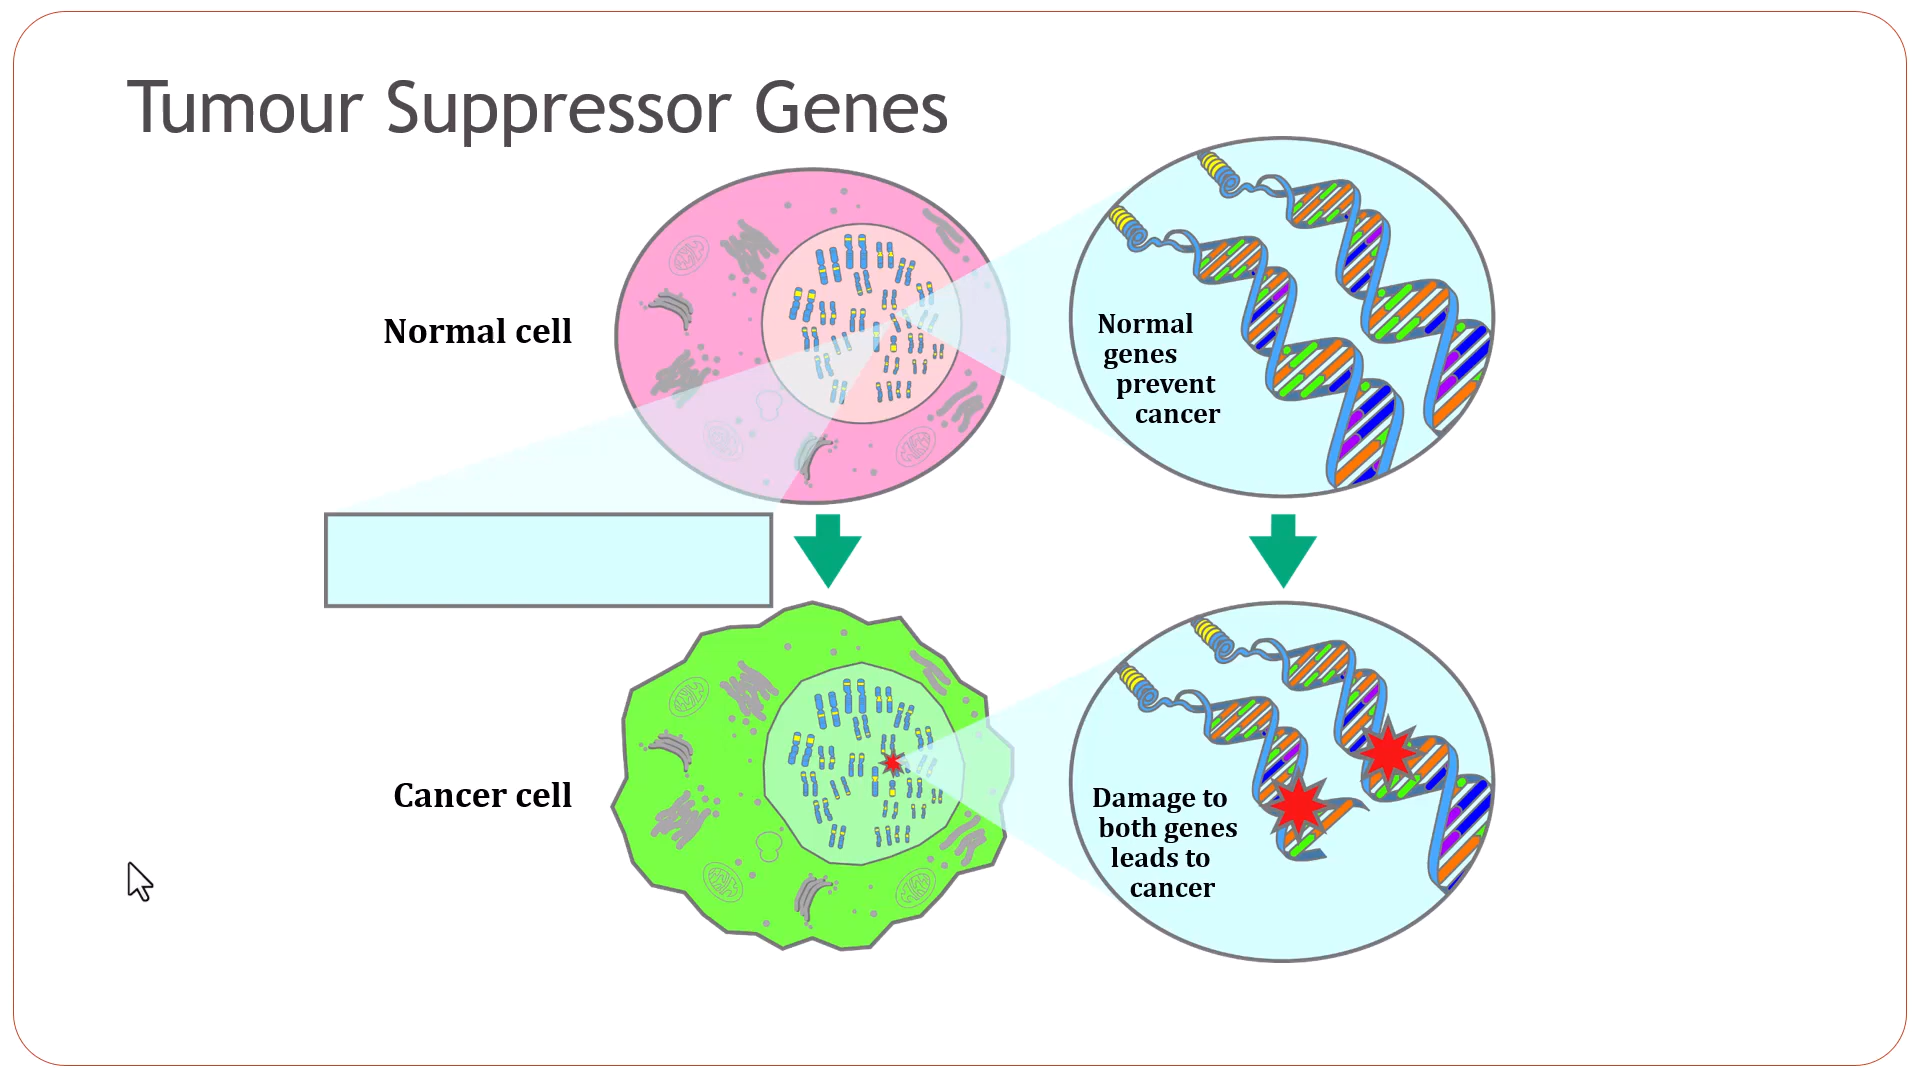 Tumour Suppressor Genes
Normal cell
Normal
genes
prevent
cancer
Cancer cell
Damage to
both genes
leads to
cancer